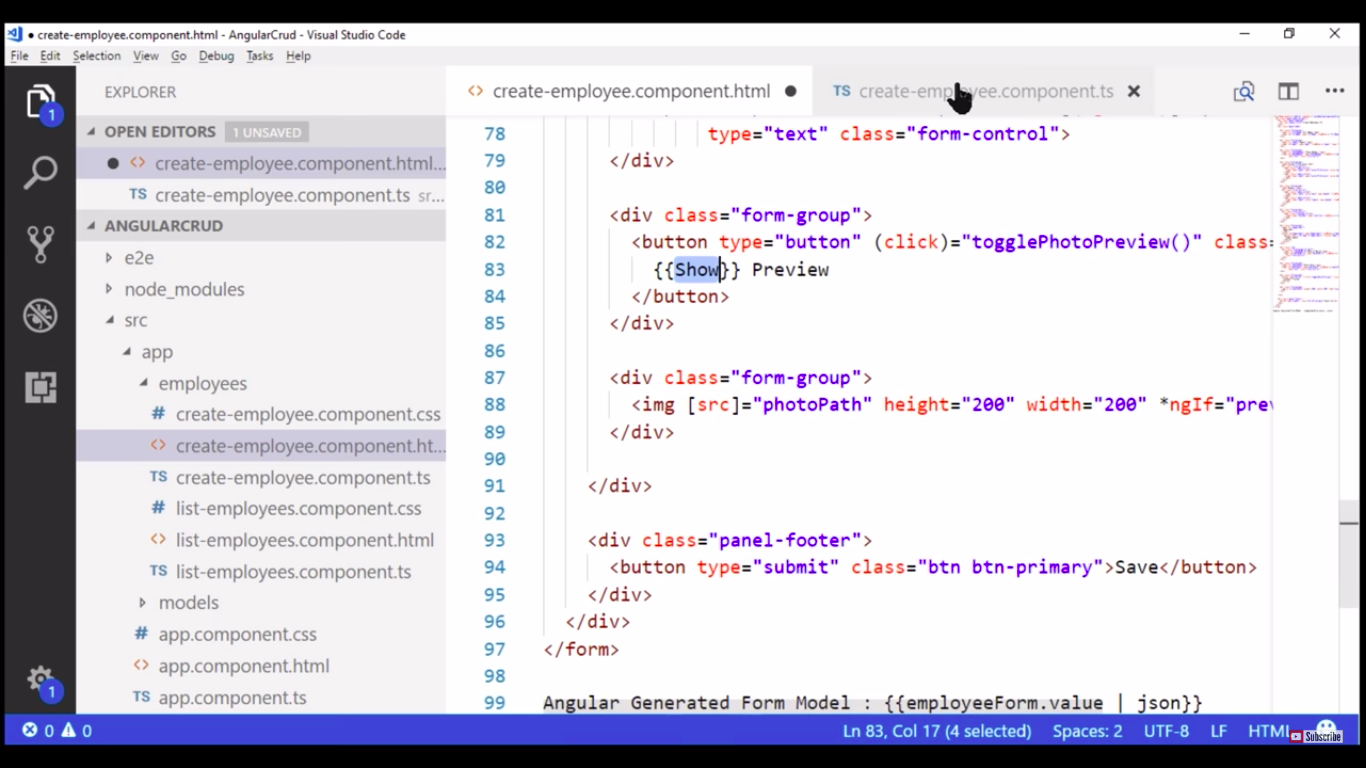 create-employee.component.html - AngularCrud - Visual Studio Code
File Edit Selection View Go Debug Tasks Help
EXPLORER
OPEN EDITORS 1 UNSAVED
<> create-employee.component.html...
TS create-employee.component.ts sr...
ANGULARCRUD
e2e
node_modules
src
app
employees
# create-employee.component.css
<> create-employee.component.ht...
TS create-employee.component.ts
# list-employees.component.css
<> list-employees.component.html
TS list-employees.component.ts
models
# app.component.css
<> app.component.html
TS app.component.ts
1
1
<> create-employee.component.html
TS create-employee.component.ts
78 type="text" class="form-control">
79 </div>
80
81 <div class="form-group">
82 <button type="button" (click)="togglePhotoPreview()" class=
83 {{Show}} Preview
84 </button>
85 </div>
86
87 <div class="form-group">
88 <img [src]="photoPath" height="200" width="200" *ngIf="prev
89 </div>
90
91 </div>
92
93 <div class="panel-footer">
94 <button type="submit" class="btn btn-primary">Save</button>
95 </div>
96 </div>
97 </form>
98
99 Angular Generated Form Model : {{employeeForm.value | json}}
0 0 Ln 83, Col 17 (4 selected) Spaces: 2 UTF-8 LF HTML
Subscribe